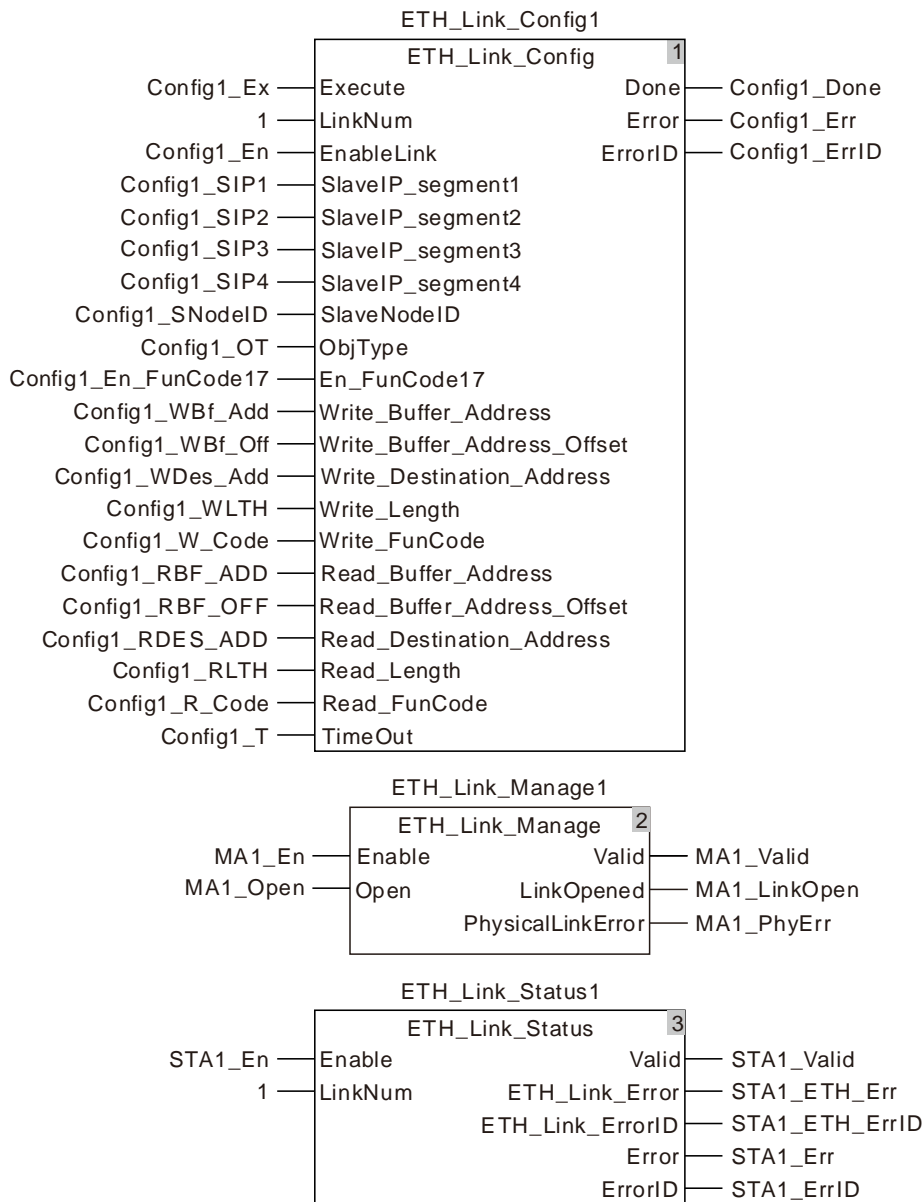 ETH_Link_Config1
ETH_Link_Config 1
Config1_Ex Execute Done Config1_Done
1 LinkNum Error Config1_Err
Config1_En EnableLink ErrorID Config1_ErrID
Config1_SIP1 SlaveIP_segment1
Config1_SIP2 SlaveIP_segment2
Config1_SIP3 SlaveIP_segment3
Config1_SIP4 SlaveIP_segment4
Config1_SNodeID SlaveNodeID
Config1_OT ObjType
Config1_En_FunCode17 En_FunCode17
Config1_WBf_Add Write_Buffer_Address
Config1_WBf_Off Write_Buffer_Address_Offset
Config1_WDes_Add Write_Destination_Address
Config1_WLTH Write_Length
Config1_W_Code Write_FunCode
Config1_RBF_ADD Read_Buffer_Address
Config1_RBF_OFF Read_Buffer_Address_Offset
Config1_RDES_ADD Read_Destination_Address
Config1_RLTH Read_Length
Config1_R_Code Read_FunCode
Config1_T TimeOut
ETH_Link_Manage1
ETH_Link_Manage 2
MA1_En Enable Valid MA1_Valid
MA1_Open Open LinkOpened MA1_LinkOpen
PhysicalLinkError MA1_PhyErr
ETH_Link_Status1
ETH_Link_Status 3
STA1_En Enable Valid STA1_Valid
1 LinkNum ETH_Link_Error STA1_ETH_Err
ETH_Link_ErrorID STA1_ETH_ErrID
Error STA1_Err
ErrorID STA1_ErrID